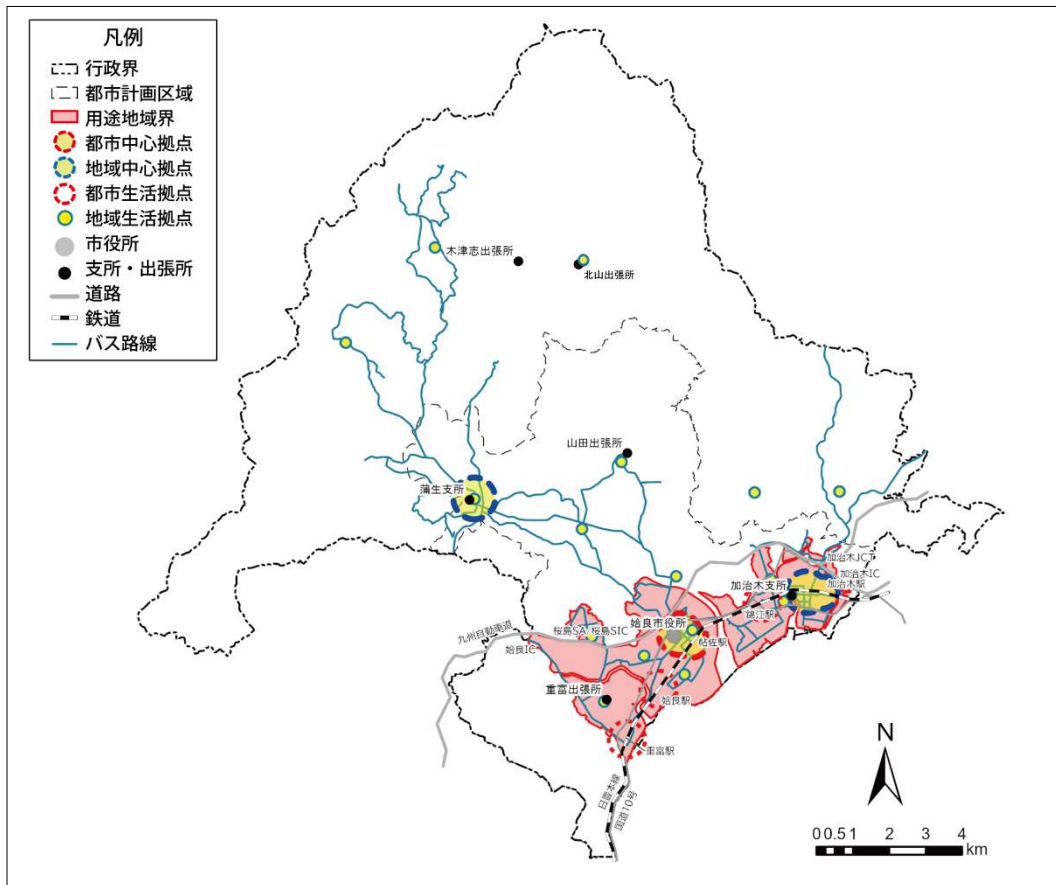 凡例
行政界
都市計画区域
用途地域界
都市中心拠点
地域中心拠点
都市生活拠点
地域生活拠点
市役所
支所・出張所
道路
鉄道
バス路線
木津志出張所
北山出張所
山田出張所
蒲生支所
加治木JCT
加治木IC
加治木支所
加治木駅
錦江駅
姶良市役所
桜島SA 桜島SIC
帖佐駅
九州自動車道
姶良IC
重富出張所
姶良駅
重富駅
日豊本線
国道10号
N
0 0.5 1 2 3 4
km